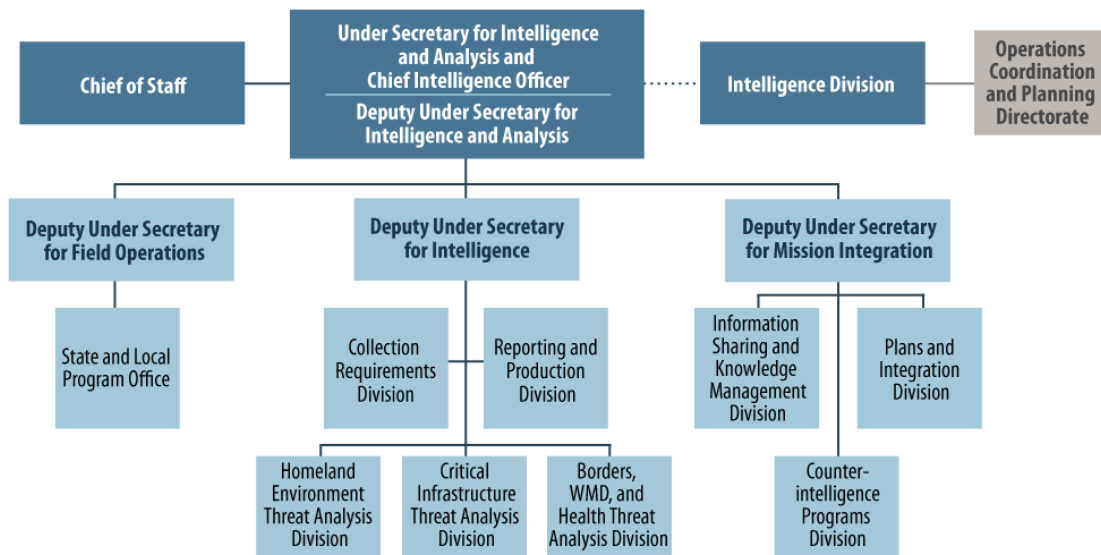 Chief of Staff
Under Secretary for Intelligence
and Analysis and
Chief Intelligence Officer
Deputy Under Secretary for
Intelligence and Analysis
Intelligence Division
Operations
Coordination
and Planning
Directorate
Deputy Under Secretary
for Field Operations
Deputy Under Secretary
for Intelligence
Deputy Under Secretary
for Mission Integration
State and Local
Program Office
Collection
Requirements
Division
Reporting and
Production
Division
Information
Sharing and
Knowledge
Management
Division
Plans and
Integration
Division
Homeland
Environment
Threat Analysis
Division
Critical
Infrastructure
Threat Analysis
Division
Borders,
WMD, and
Health Threat
Analysis Division
Counter-
intelligence
Programs
Division